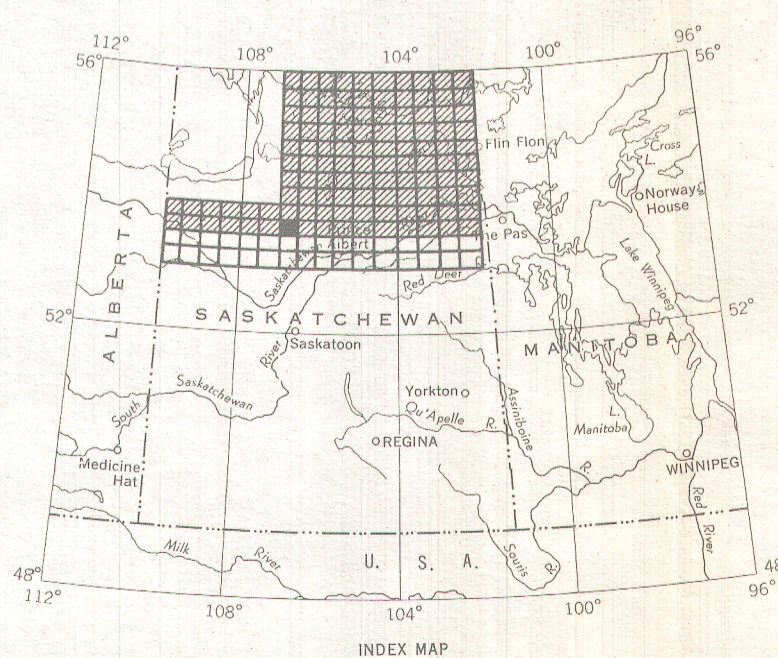 112°
108°
104°
100°
96°
56°
56°
Flin Flon
Cross
L.
Norway
House
Prince
Albert
The Pas
ALBERTA
Saskatchewan
Red Deer
Lake Winnipeg
52°
SASKATCHEWAN
52°
MANITOBA
Saskatoon
River
Saskatchewan
South
Yorkton
Qu'Apelle R.
Assiniboine
R.
L.
Manitoba
REGINA
Medicine
Hat
WINNIPEG
Red
River
Milk River
U. S. A.
Souris
R.
48°
48
112°
108°
104°
100°
96°
INDEX MAP